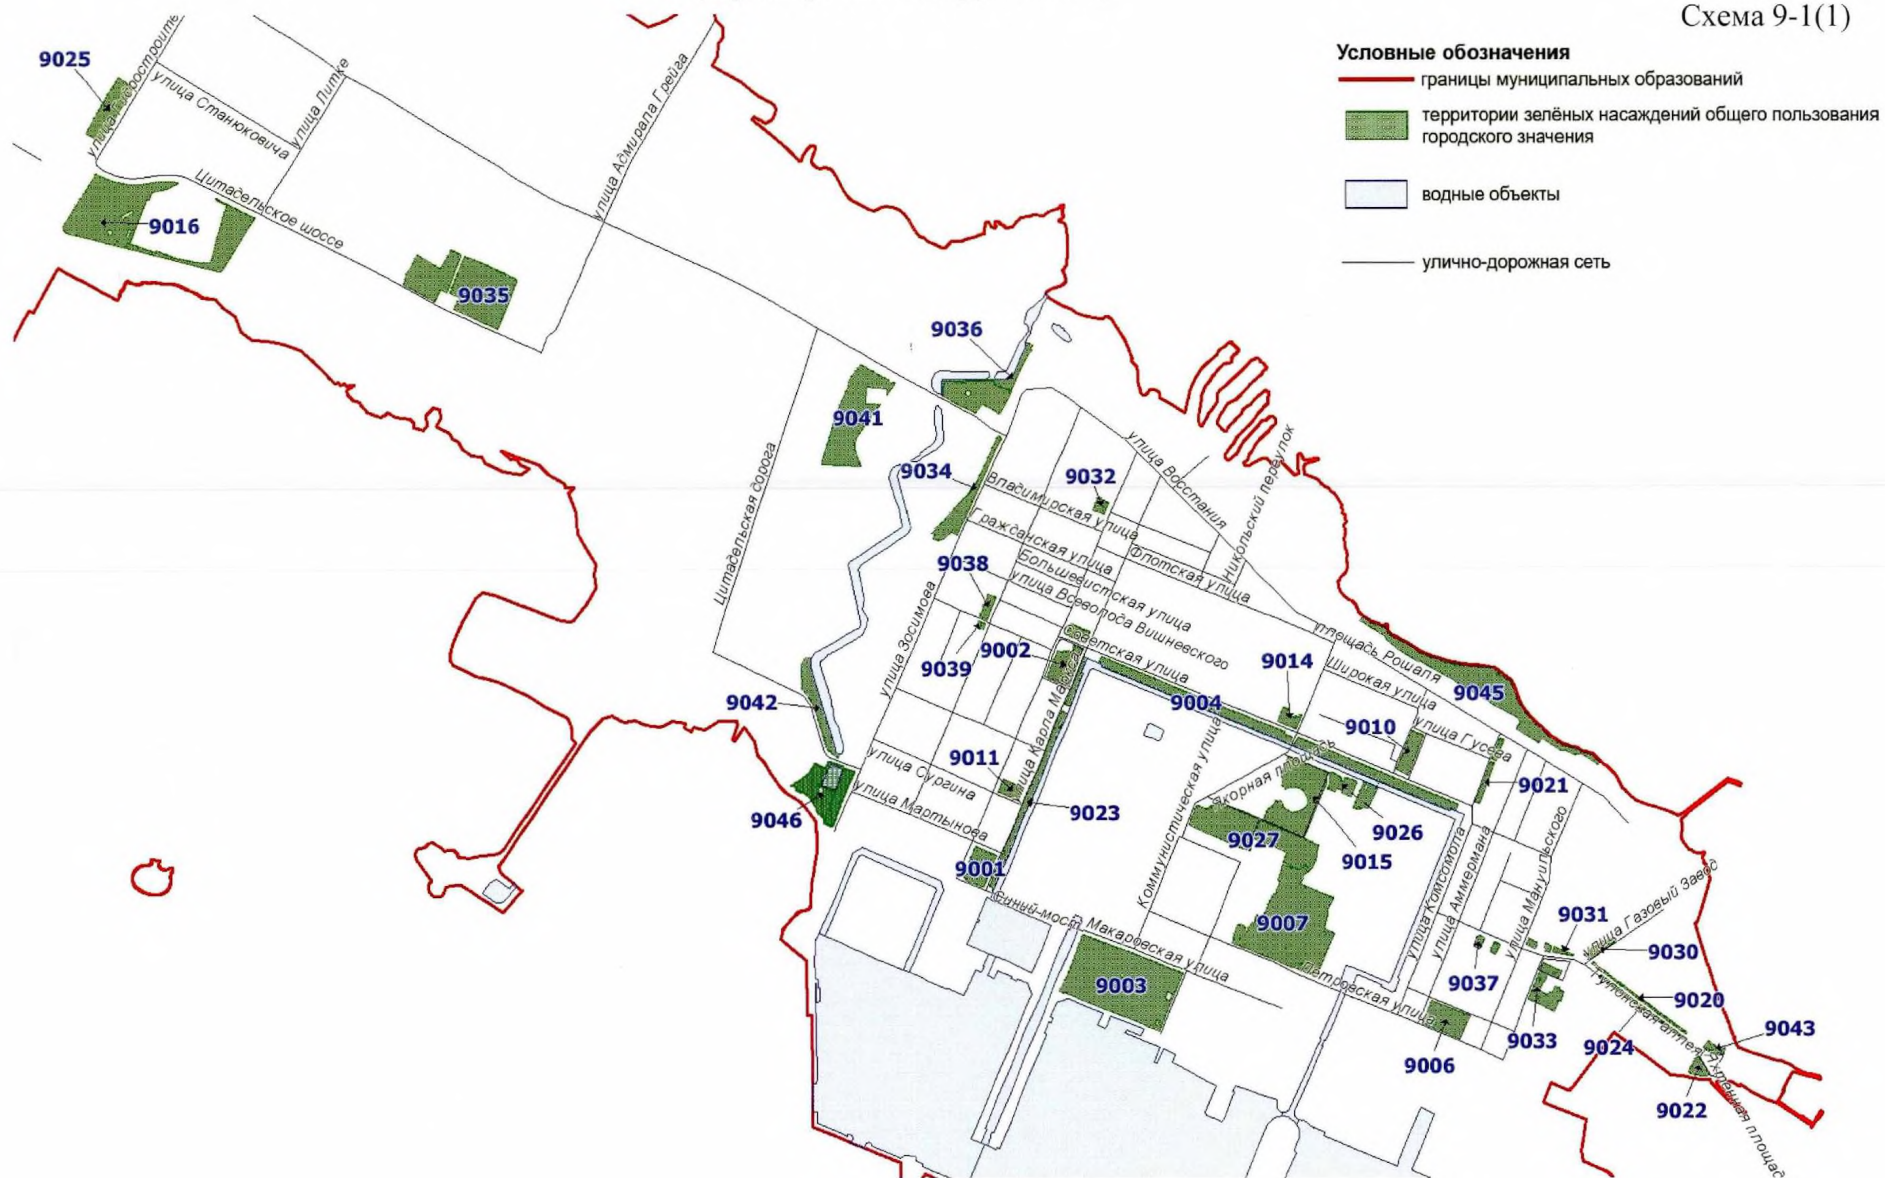 Схема 9-1(1)
Условные обозначения
границы муниципальных образований
территории зелёных насаждений общего пользования
городского значения
водные объекты
улично-дорожная сеть
9025
улица Станюковича
улица Литке
улица Адмирала Грейга
Цитадельское шоссе
9016
9035
9036
9041
Цитадельская дорога
9034
9032
улица Восстания
Никольский переулок
Владимирская улица
Гражданская улица
Флотская улица
Большевистская улица
улица Всеволода Вишневского
9038
улица Зосимова
9039
9002
Советская улица
площадь Рошаля
Широкая улица
9014
9045
9004
9042
9010
улица Гусева
улица Карла Маркса
Коммунистическая улица
Якорная площадь
9011
улица Сургина
улица Мартынова
9046
9023
9021
9026
9027
9015
9001
улица Комсомола
улица Аммермана
улица Мануильского
Синий мост
Макаровская улица
9007
9031
улица Газовый Завод
9030
9003
Петровская улица
9037
9020
9033
9024
9043
9006
9022